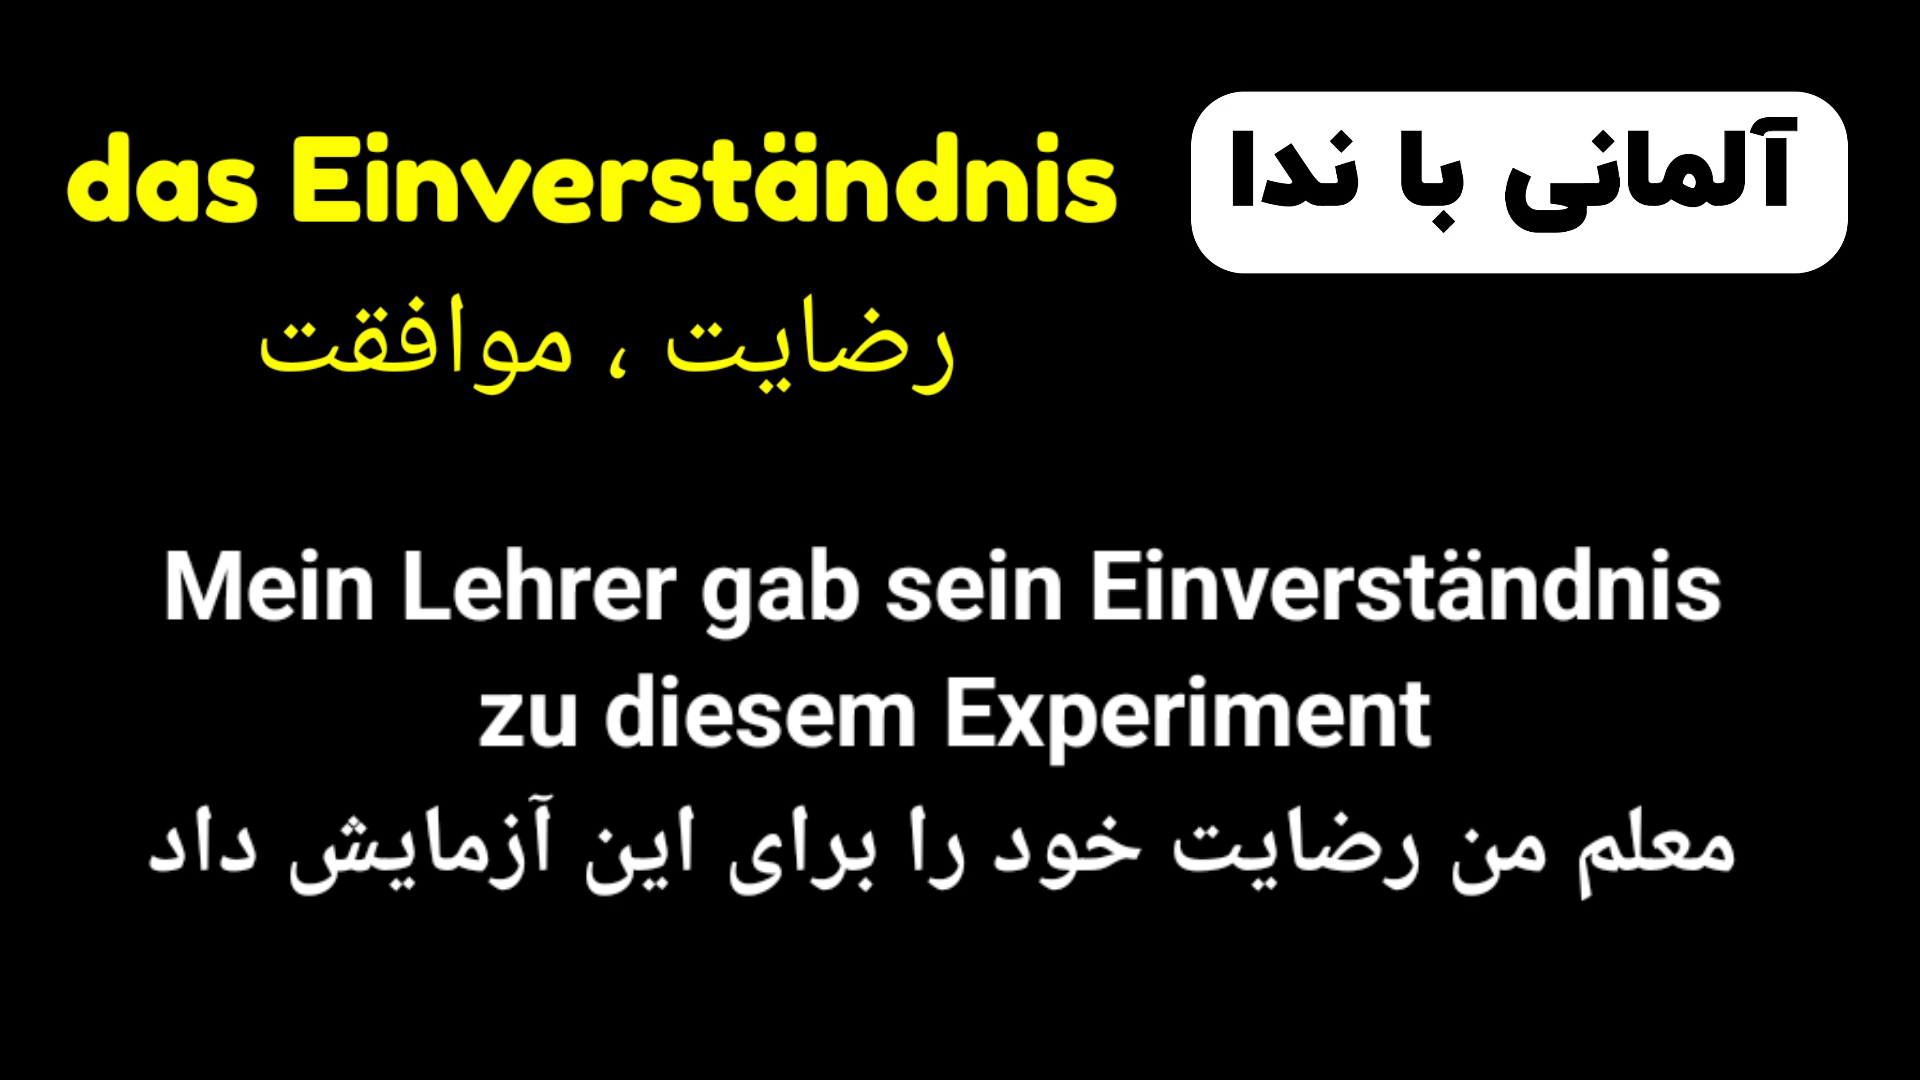 das Einverständnis
آلمانی با ندا
رضایت ، موافقت
Mein Lehrer gab sein Einverständnis
zu diesem Experiment
معلم من رضایت خود را برای این آزمایش داد